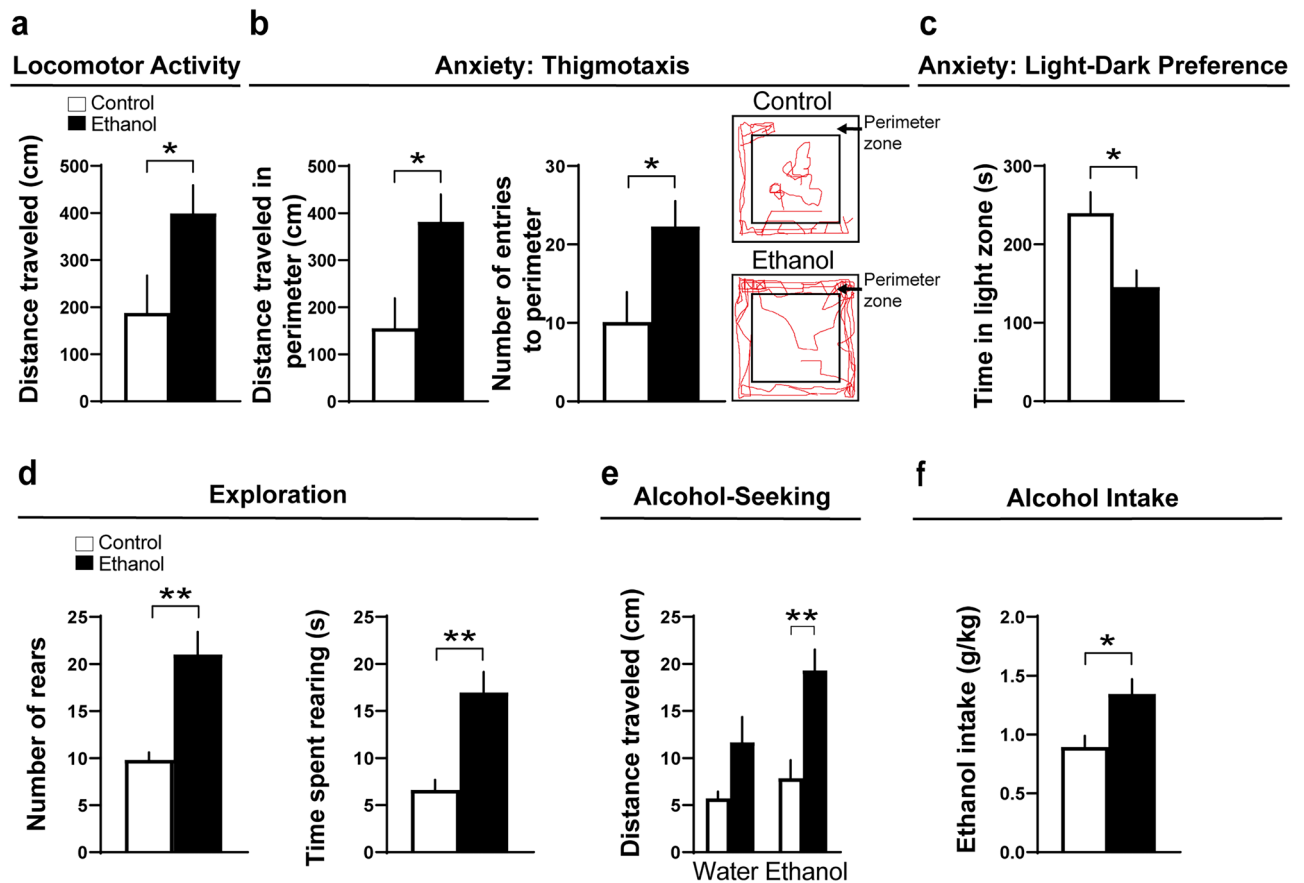 a
Locomotor Activity
Control
Ethanol
Distance traveled (cm)
500
400
300
200
100
0
*
b
Anxiety: Thigmotaxis
Distance traveled in
perimeter (cm)
500
400
300
200
100
0
*
Number of entries
to perimeter
30
20
10
0
*
Control
Perimeter
zone
Ethanol
Perimeter
zone
c
Anxiety: Light-Dark Preference
Time in light zone (s)
300
200
100
0
*
d
Exploration
Control
Ethanol
Number of rears
25
20
15
10
5
0
**
Time spent rearing (s)
25
20
15
10
5
0
**
e
Alcohol-Seeking
Distance traveled (cm)
25
20
15
10
5
0
**
Water Ethanol
f
Alcohol Intake
Ethanol intake (g/kg)
2.0
1.5
1.0
0.5
0.0
*